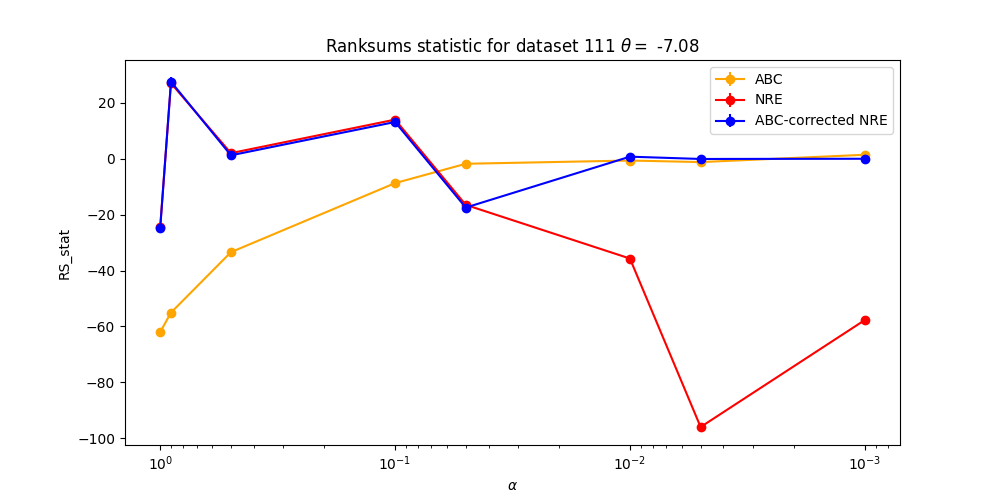 Ranksums statistic for dataset 111 θ = -7.08
ABC
NRE
ABC-corrected NRE
RS_stat
20
0
−20
−40
−60
−80
−100
10⁰
10⁻¹
10⁻²
10⁻³
α